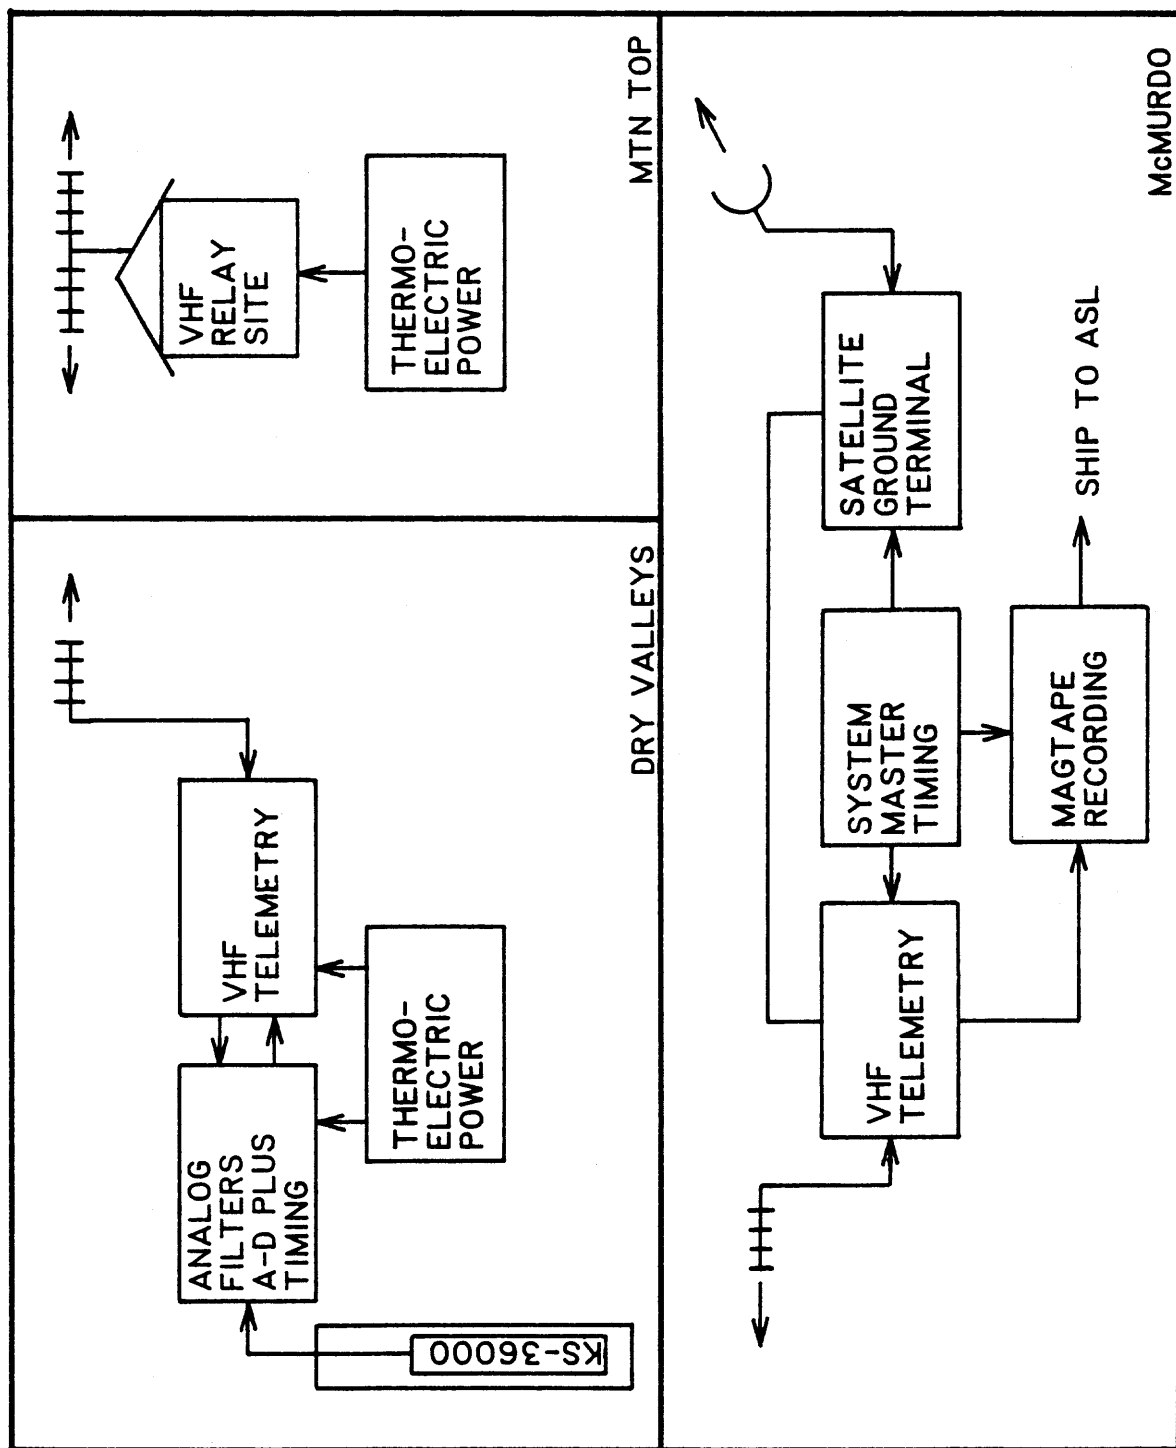 KS-36000
ANALOG
FILTERS
A-D PLUS
TIMING
VHF
TELEMETRY
THERMO-
ELECTRIC
POWER
DRY VALLEYS
VHF
RELAY
SITE
THERMO-
ELECTRIC
POWER
MTN TOP
VHF
TELEMETRY
SYSTEM
MASTER
TIMING
SATELLITE
GROUND
TERMINAL
MAGTAPE
RECORDING
SHIP TO ASL
McMURDO